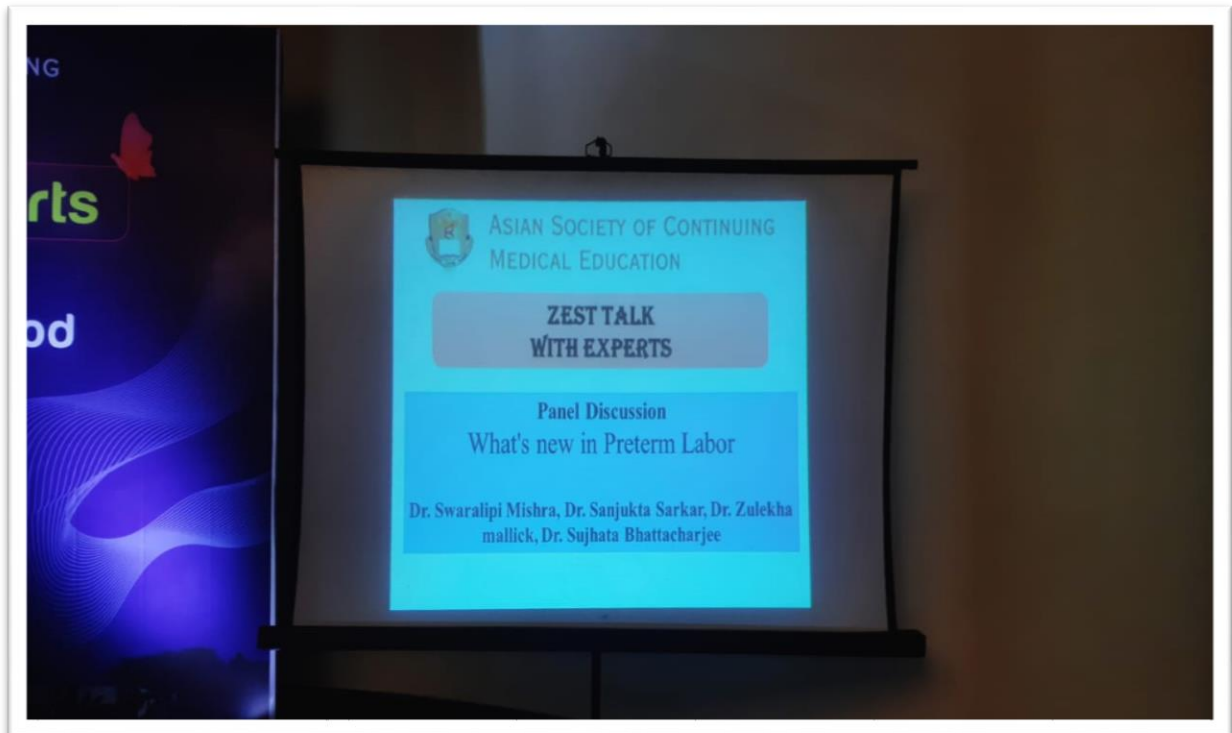 NG
rts
od
ASIAN SOCIETY OF CONTINUING
MEDICAL EDUCATION
ZEST TALK
WITH EXPERTS
Panel Discussion
What's new in Preterm Labor
Dr. Swaralipi Mishra, Dr. Sanjukta Sarkar, Dr. Zulekha
mallick, Dr. Sujhata Bhattacharjee